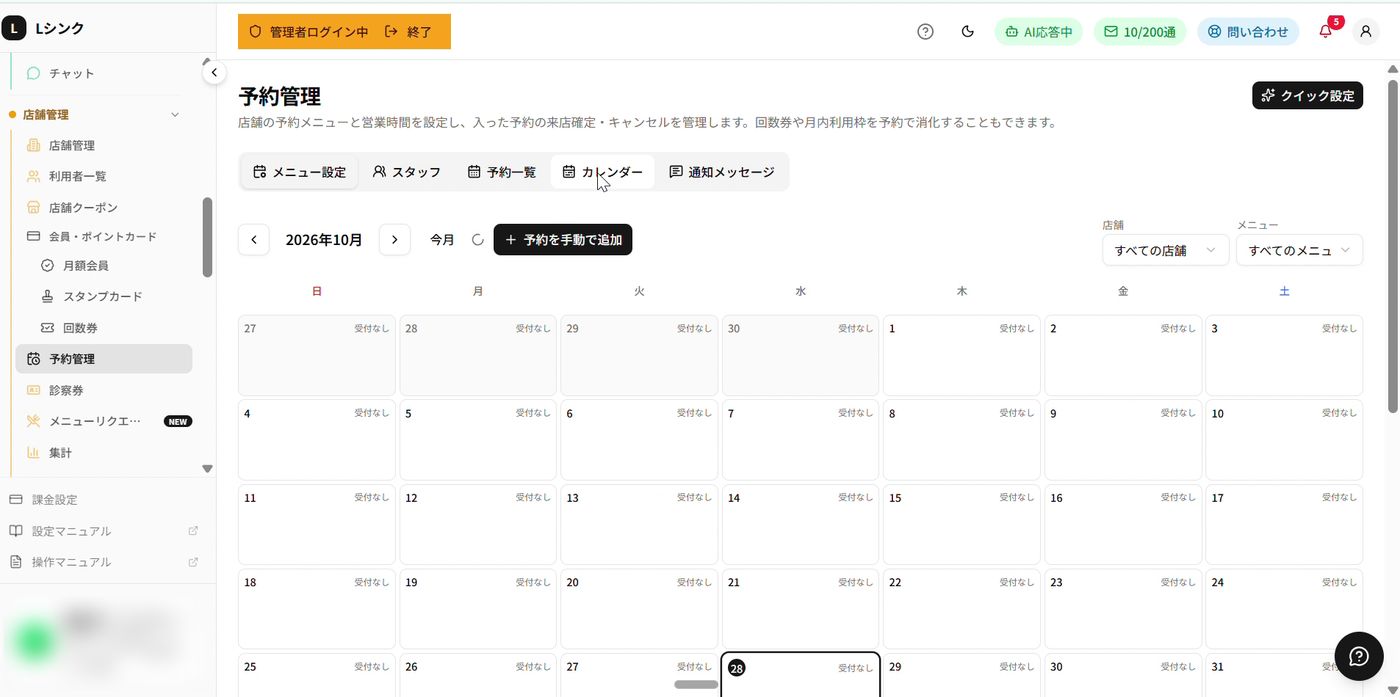 L Lシンク
管理者ログイン中 終了
AI応答中
10/200通
問い合わせ
5
チャット
店舗管理
店舗管理
利用者一覧
店舗クーポン
会員・ポイントカード
月額会員
スタンプカード
回数券
予約管理
診察券
メニューリクエ… NEW
集計
課金設定
設定マニュアル
操作マニュアル
予約管理
クイック設定
店舗の予約メニューと営業時間を設定し、入った予約の来店確定・キャンセルを管理します。回数券や月内利用枠を予約で消化することもできます。
メニュー設定 スタッフ 予約一覧 カレンダー 通知メッセージ
2026年10月 今月 + 予約を手動で追加
店舗 メニュー
すべての店舗 すべてのメニュ
日 月 火 水 木 金 土
27 受付なし 28 受付なし 29 受付なし 30 受付なし 1 受付なし 2 受付なし 3 受付なし
4 受付なし 5 受付なし 6 受付なし 7 受付なし 8 受付なし 9 受付なし 10 受付なし
11 受付なし 12 受付なし 13 受付なし 14 受付なし 15 受付なし 16 受付なし 17 受付なし
18 受付なし 19 受付なし 20 受付なし 21 受付なし 22 受付なし 23 受付なし 24 受付なし
25 受付なし 26 受付なし 27 受付なし 28 受付なし 29 受付なし 30 受付なし 31